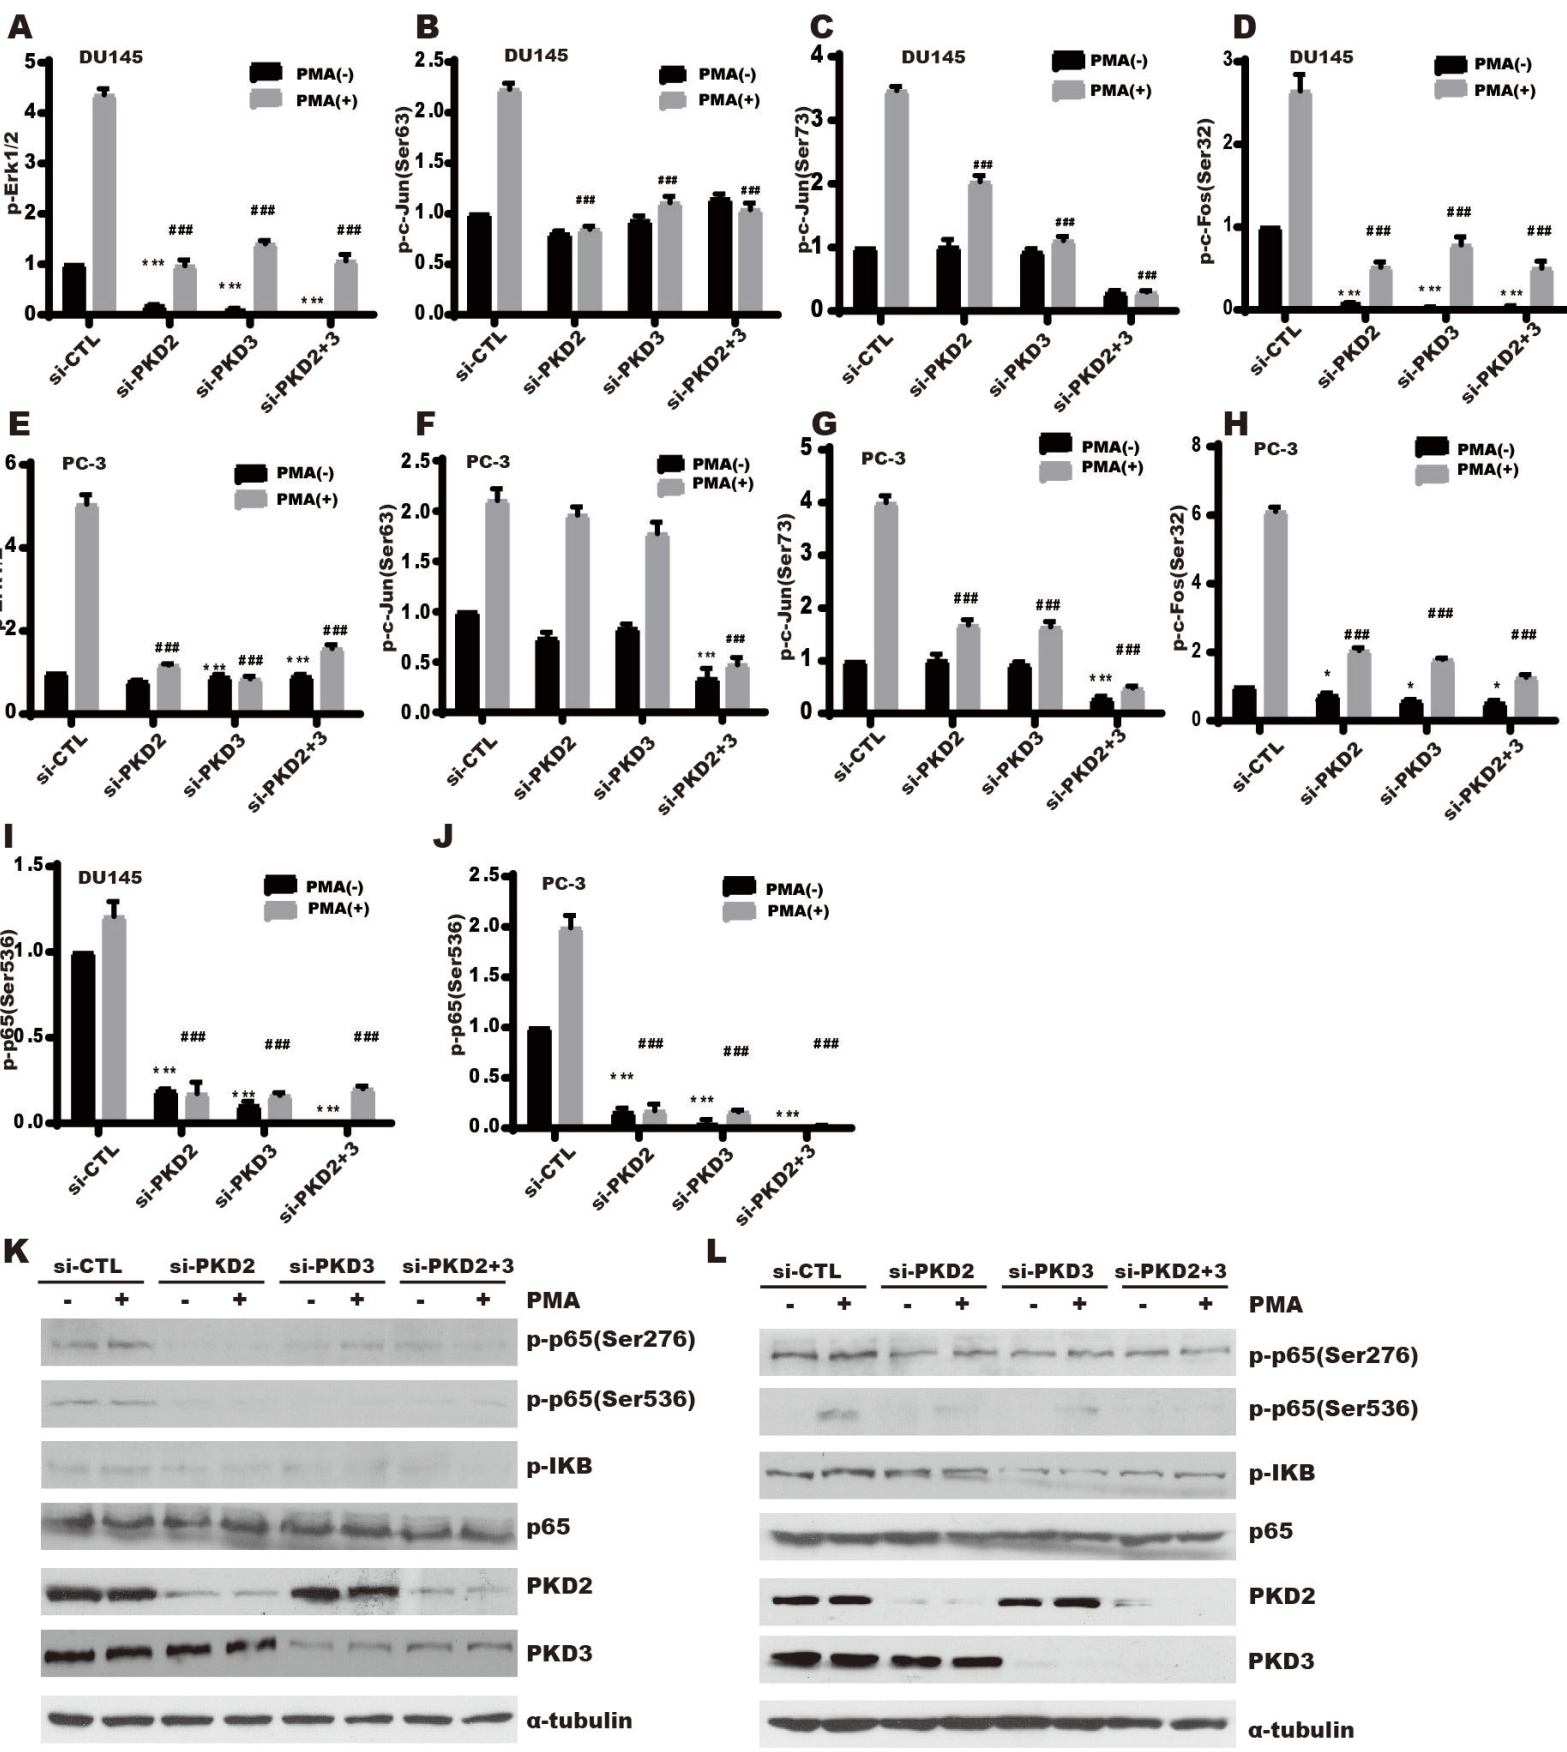 A
DU145
PMA(-)
PMA(+)
p-Erk1/2
5
4
3
2
1
0
* **
###
* **
###
* **
###
si-CTL
si-PKD2
si-PKD3
si-PKD2+3
B
DU145
PMA(-)
PMA(+)
p-c-Jun(Ser63)
2.5
2.0
1.5
1.0
0.5
0.0
###
###
###
si-CTL
si-PKD2
si-PKD3
si-PKD2+3
C
DU145
PMA(-)
PMA(+)
p-c-Jun(Ser73)
4
3
2
1
0
###
###
###
si-CTL
si-PKD2
si-PKD3
si-PKD2+3
D
DU145
PMA(-)
PMA(+)
p-c-Fos(Ser32)
3
2
1
0
* **
###
* **
###
* **
###
si-CTL
si-PKD2
si-PKD3
si-PKD2+3
E
PC-3
PMA(-)
PMA(+)
6
4
2
0
###
* **
###
* **
###
si-CTL
si-PKD2
si-PKD3
si-PKD2+3
F
PC-3
PMA(-)
PMA(+)
p-c-Jun(Ser63)
2.5
2.0
1.5
1.0
0.5
0.0
* **
###
si-CTL
si-PKD2
si-PKD3
si-PKD2+3
G
PC-3
PMA(-)
PMA(+)
p-c-Jun(Ser73)
5
4
3
2
1
0
###
###
* **
###
si-CTL
si-PKD2
si-PKD3
si-PKD2+3
H
PC-3
PMA(-)
PMA(+)
p-c-Fos(Ser32)
8
6
4
2
0
*
###
*
###
*
###
si-CTL
si-PKD2
si-PKD3
si-PKD2+3
I
DU145
PMA(-)
PMA(+)
p-p65(Ser536)
1.5
1.0
0.5
0.0
* **
###
* **
###
* **
###
si-CTL
si-PKD2
si-PKD3
si-PKD2+3
J
PC-3
PMA(-)
PMA(+)
p-p65(Ser536)
2.5
2.0
1.5
1.0
0.5
0.0
* **
###
* **
###
* **
###
si-CTL
si-PKD2
si-PKD3
si-PKD2+3
K
si-CTL si-PKD2 si-PKD3 si-PKD2+3
- + - + - + - + PMA
p-p65(Ser276)
p-p65(Ser536)
p-IKB
p65
PKD2
PKD3
α-tubulin
L
si-CTL si-PKD2 si-PKD3 si-PKD2+3
- + - + - + - + PMA
p-p65(Ser276)
p-p65(Ser536)
p-IKB
p65
PKD2
PKD3
α-tubulin